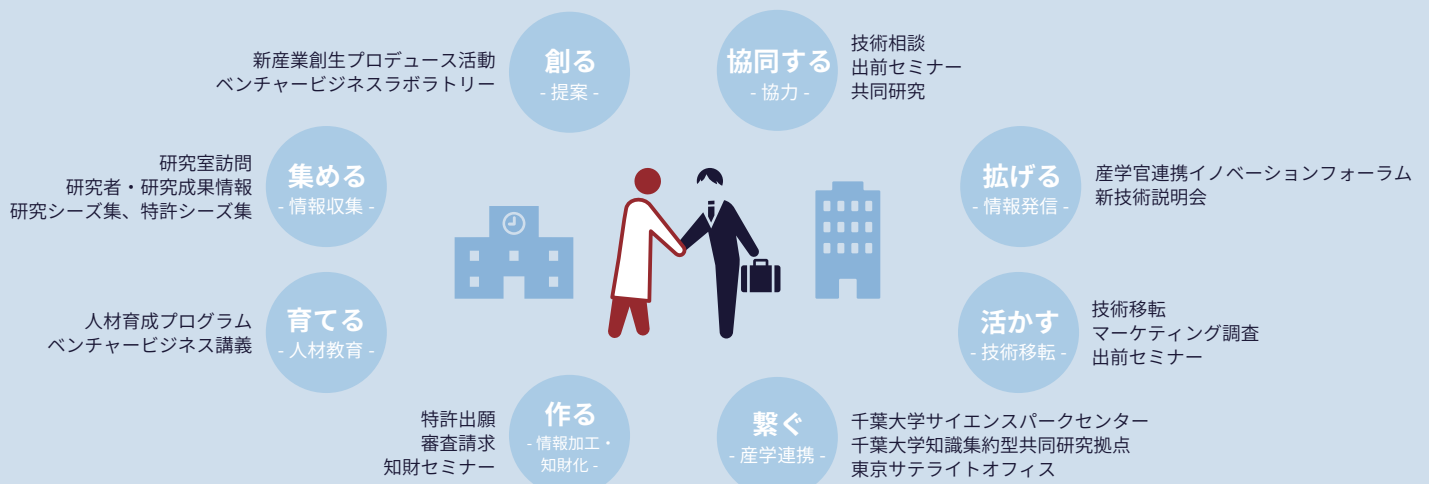 新産業創生プロデュース活動
ベンチャービジネスラボラトリー
創る
- 提案 -
協同する
- 協力 -
技術相談
出前セミナー
共同研究
研究室訪問
研究者・研究成果情報
研究シーズ集、特許シーズ集
集める
- 情報収集 -
拡げる
- 情報発信 -
産学官連携イノベーションフォーラム
新技術説明会
人材育成プログラム
ベンチャービジネス講義
育てる
- 人材教育 -
活かす
- 技術移転 -
技術移転
マーケティング調査
出前セミナー
特許出願
審査請求
知財セミナー
作る
- 情報加工・
知財化 -
繋ぐ
- 産学連携 -
千葉大学サイエンスパークセンター
千葉大学知識集約型共同研究拠点
東京サテライトオフィス